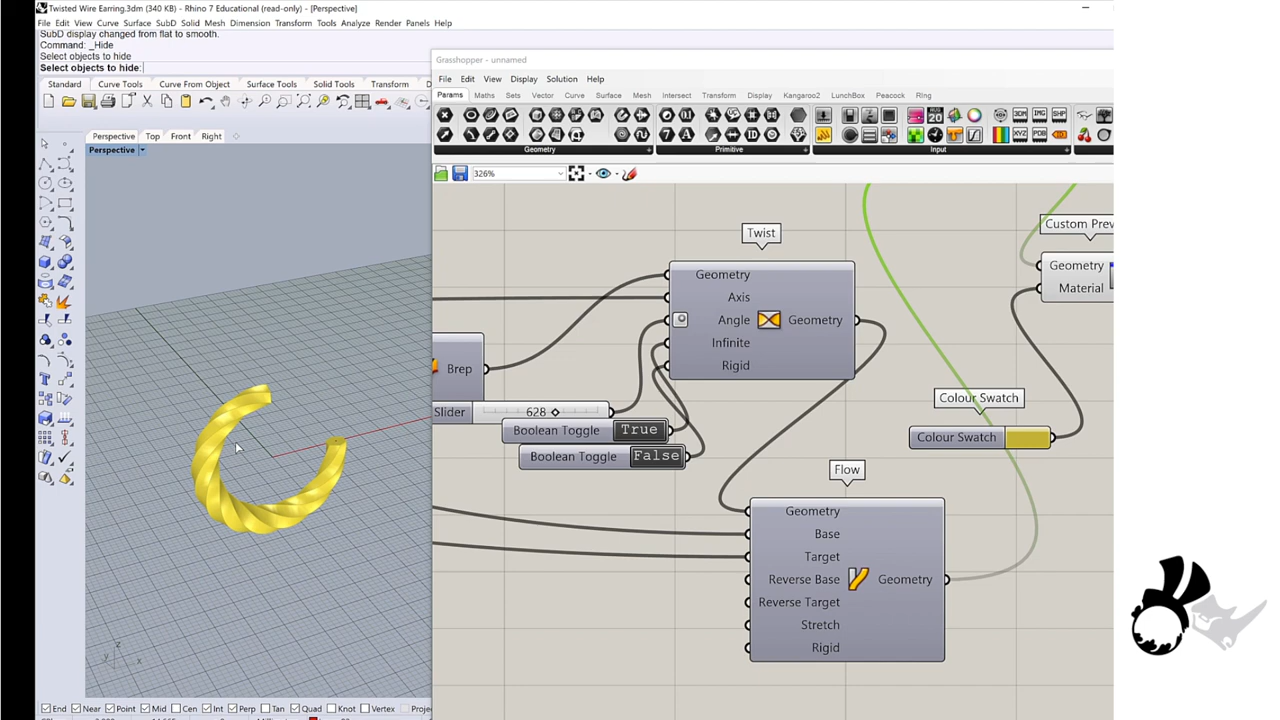 Twisted Wire Earring.3dm (340 KB) - Rhino 7 Educational (read-only) - [Perspective]
File Edit View Curve Surface SubD Solid Mesh Dimension Transform Tools Analyze Render Panels Help
SubD display changed from flat to smooth.
Command: _Hide
Select objects to hide
Select objects to hide:
Standard Curve Tools Curve From Object Surface Tools Solid Tools Transform
Perspective Top Front Right
Perspective
z
y x
End Near Point Mid Cen Int Perp Tan Quad Knot Vertex
Grasshopper - unnamed
File Edit View Display Solution Help
Params Maths Sets Vector Curve Surface Mesh Intersect Transform Display Kangaroo2 LunchBox Peacock Ring
Geometry Primitive Input
326%
Twist
Geometry
Axis
Angle
Infinite
Rigid
Geometry
Brep
Slider 628
Boolean Toggle True
Boolean Toggle False
Custom Prev
Geometry
Material
Colour Swatch
Colour Swatch
Flow
Geometry
Base
Target
Reverse Base
Reverse Target
Stretch
Rigid
Geometry